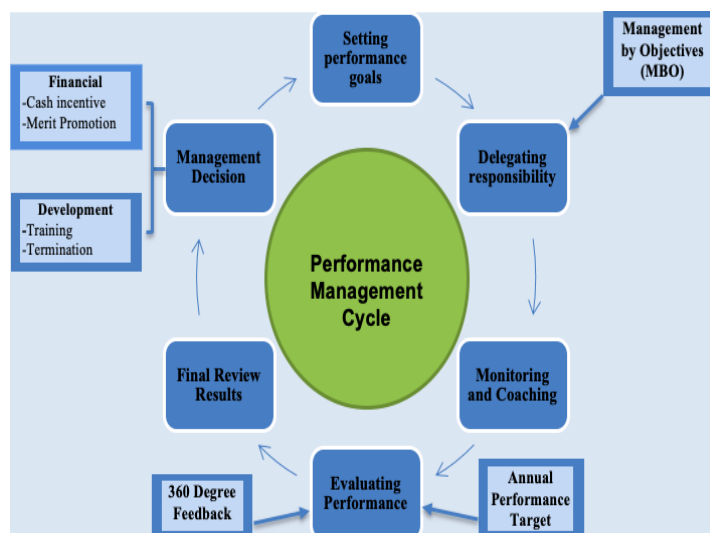 Setting
performance
goals
Management
by Objectives
(MBO)
Financial
-Cash incentive
-Merit Promotion
Management
Decision
Delegating
responsibility
Development
-Training
-Termination
Performance
Management
Cycle
Final Review
Results
Monitoring
and Coaching
360 Degree
Feedback
Evaluating
Performance
Annual
Performance
Target